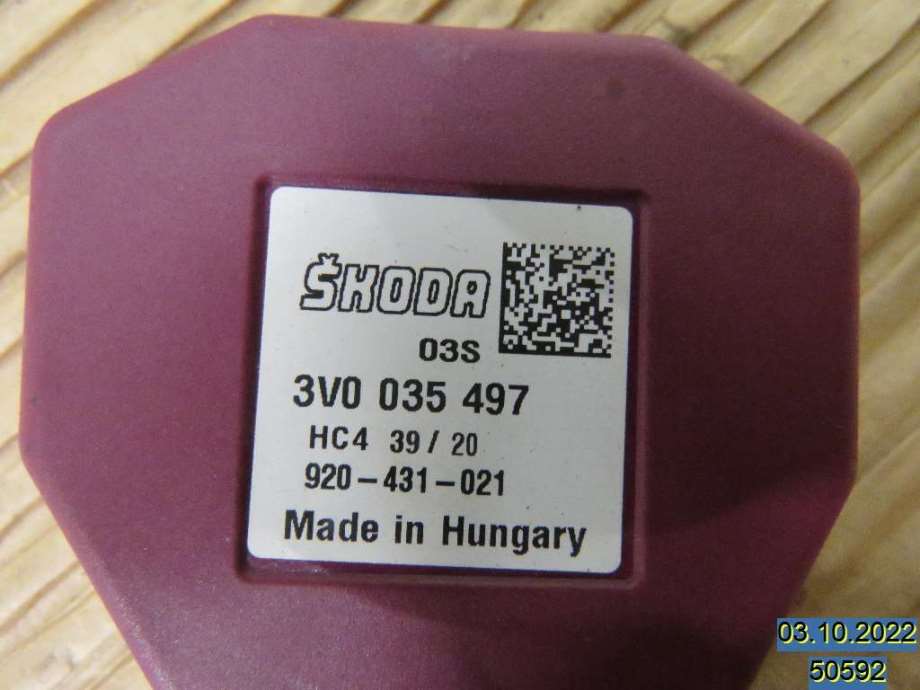 ŠKODA
03S
3V0 035 497
HC4 39 / 20
920-431-021
Made in Hungary
03.10.2022
50592